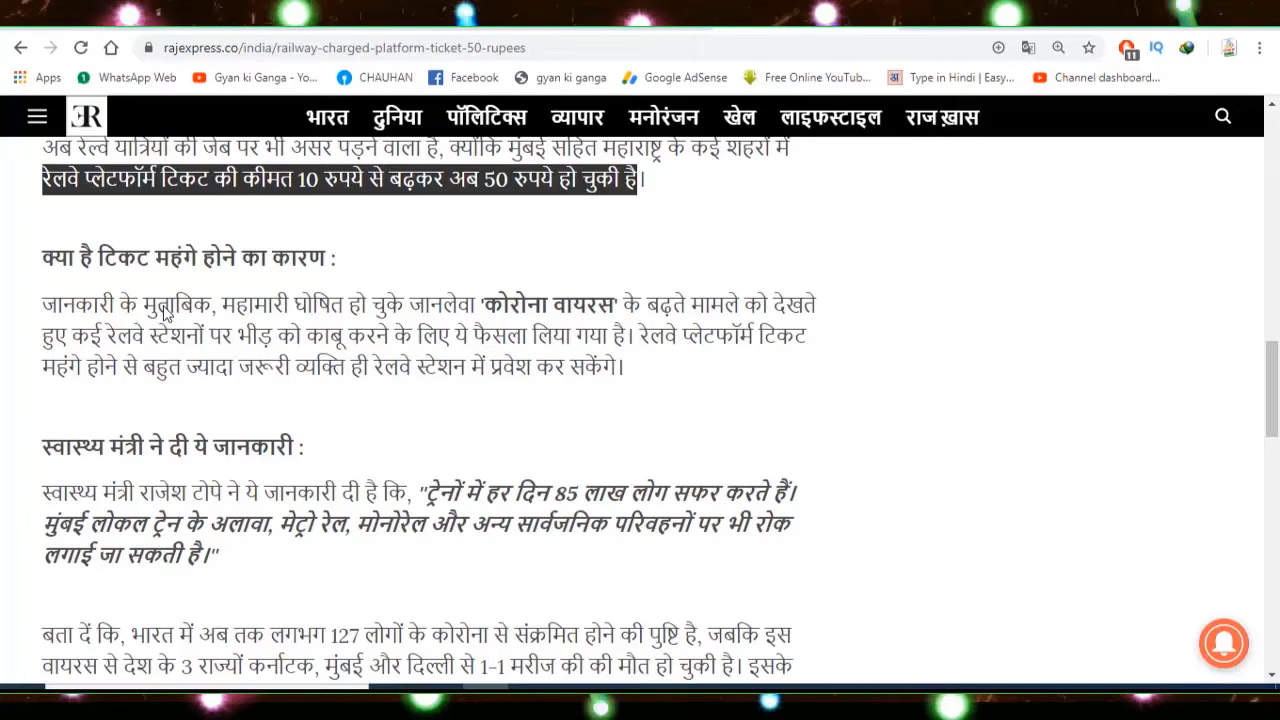 rajexpress.co/india/railway-charged-platform-ticket-50-rupees
11
IQ
Apps
WhatsApp Web
Gyan ki Ganga - Yo...
CHAUHAN
Facebook
gyan ki ganga
Google AdSense
Free Online YouTub...
अ Type in Hindi | Easy...
Channel dashboard...
भारत दुनिया पॉलिटिक्स व्यापार मनोरंजन खेल लाइफस्टाइल राज ख़ास
अब रेल्वे यात्रियों की जेब पर भी असर पड़ने वाला है, क्योंकि मुंबई सहित महाराष्ट्र के कई शहरों में
रेलवे प्लेटफॉर्म टिकट की कीमत 10 रुपये से बढ़कर अब 50 रुपये हो चुकी है।
क्या है टिकट महंगे होने का कारण :
जानकारी के मुताबिक, महामारी घोषित हो चुके जानलेवा 'कोरोना वायरस' के बढ़ते मामले को देखते
हुए कई रेलवे स्टेशनों पर भीड़ को काबू करने के लिए ये फैसला लिया गया है। रेलवे प्लेटफॉर्म टिकट
महंगे होने से बहुत ज्यादा जरूरी व्यक्ति ही रेलवे स्टेशन में प्रवेश कर सकेंगे।
स्वास्थ्य मंत्री ने दी ये जानकारी :
स्वास्थ्य मंत्री राजेश टोपे ने ये जानकारी दी है कि, "ट्रेनों में हर दिन 85 लाख लोग सफर करते हैं।
मुंबई लोकल ट्रेन के अलावा, मेट्रो रेल, मोनोरेल और अन्य सार्वजनिक परिवहनों पर भी रोक
लगाई जा सकती है।"
बता दें कि, भारत में अब तक लगभग 127 लोगों के कोरोना से संक्रमित होने की पुष्टि है, जबकि इस
वायरस से देश के 3 राज्यों कर्नाटक, मुंबई और दिल्ली से 1-1 मरीज की की मौत हो चुकी है। इसके